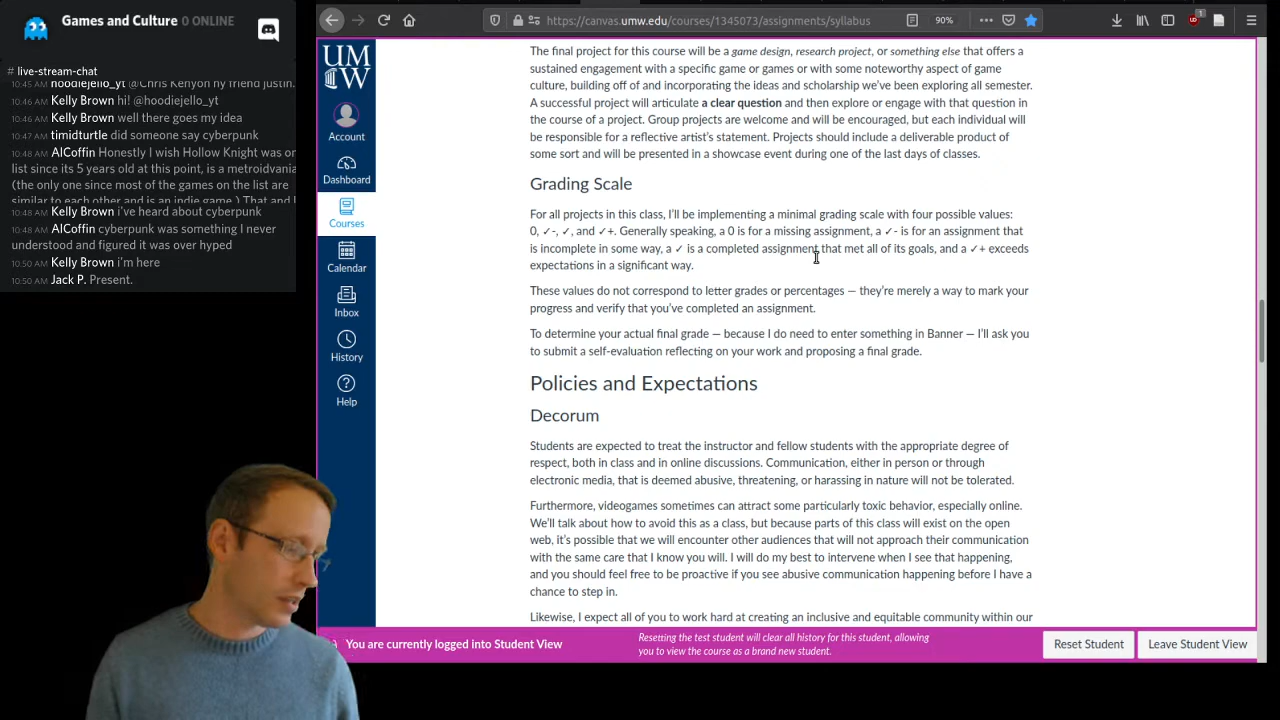 Games and Culture 0 ONLINE
# live-stream-chat
10:45 AM hoodiejello_yt @Chris Kenyon hy friend justin.
10:46 AM Kelly Brown hi! @hoodiejello_yt
10:46 AM Kelly Brown well there goes my idea
10:47 AM timidturtle did someone say cyberpunk
10:48 AM AlCoffin Honestly I wish Hollow Knight was on
list since its 5 years old at this point, is a metroidvania
(the only one since most of the games on the list are
similar to each other and is an indie game ) That and I
10:48 AM Kelly Brown i've heard about cyberpunk
10:48 AM AlCoffin cyberpunk was something I never
understood and figured it was over hyped
10:50 AM Kelly Brown i'm here
10:50 AM Jack P. Present.
https://canvas.umw.edu/courses/1345073/assignments/syllabus
90%
1
UMW
Account
Dashboard
Courses
Calendar
Inbox
History
Help
The final project for this course will be a game design, research project, or something else that offers a
sustained engagement with a specific game or games or with some noteworthy aspect of game
culture, building off of and incorporating the ideas and scholarship we've been exploring all semester.
A successful project will articulate a clear question and then explore or engage with that question in
the course of a project. Group projects are welcome and will be encouraged, but each individual will
be responsible for a reflective artist's statement. Projects should include a deliverable product of
some sort and will be presented in a showcase event during one of the last days of classes.
Grading Scale
For all projects in this class, I'll be implementing a minimal grading scale with four possible values:
0, ✓-, ✓, and ✓+. Generally speaking, a 0 is for a missing assignment, a ✓- is for an assignment that
is incomplete in some way, a ✓ is a completed assignment that met all of its goals, and a ✓+ exceeds
expectations in a significant way.
These values do not correspond to letter grades or percentages — they're merely a way to mark your
progress and verify that you've completed an assignment.
To determine your actual final grade — because I do need to enter something in Banner — I'll ask you
to submit a self-evaluation reflecting on your work and proposing a final grade.
Policies and Expectations
Decorum
Students are expected to treat the instructor and fellow students with the appropriate degree of
respect, both in class and in online discussions. Communication, either in person or through
electronic media, that is deemed abusive, threatening, or harassing in nature will not be tolerated.
Furthermore, videogames sometimes can attract some particularly toxic behavior, especially online.
We'll talk about how to avoid this as a class, but because parts of this class will exist on the open
web, it's possible that we will encounter other audiences that will not approach their communication
with the same care that I know you will. I will do my best to intervene when I see that happening,
and you should feel free to be proactive if you see abusive communication happening before I have a
chance to step in.
Likewise, I expect all of you to work hard at creating an inclusive and equitable community within our
You are currently logged into Student View
Resetting the test student will clear all history for this student, allowing
you to view the course as a brand new student.
Reset Student
Leave Student View